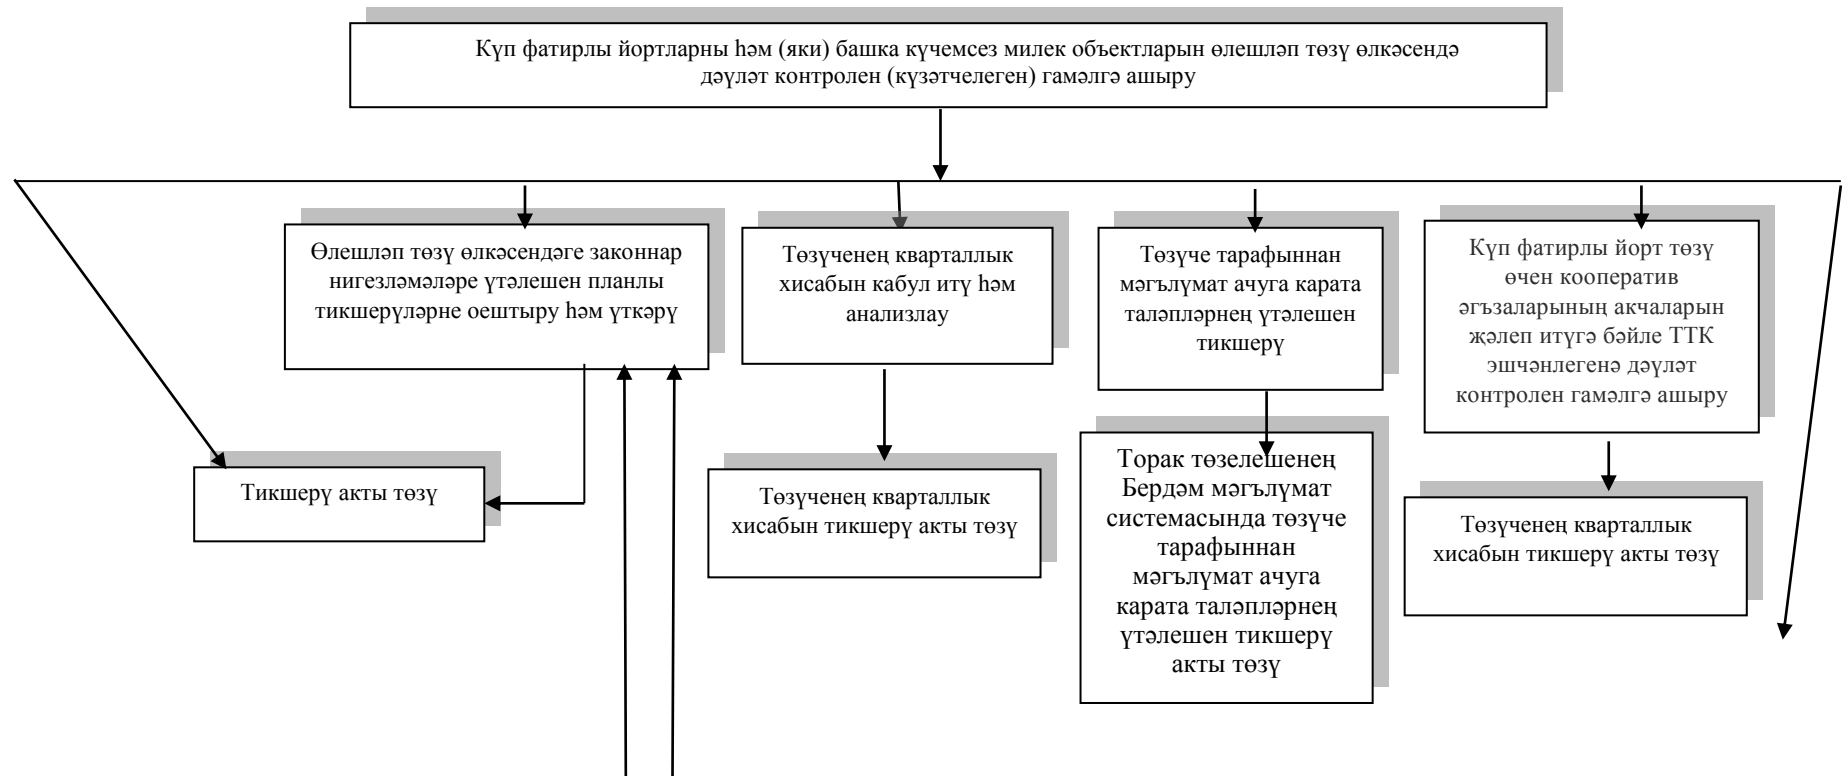 Күп фатирлы йортларны һәм (яки) башка күчемсез милек объектларын өлешләп төзү өлкәсендә
дәүләт контролен (күзәтчелеген) гамәлгә ашыру
Өлешләп төзү өлкәсендәге законнар
нигезләмәләре үтәлешен планлы
тикшерүләрне оештыру һәм үткәрү
Төзүченең кварталлык
хисабын кабул итү һәм
анализлау
Төзүче тарафыннан
мәгълүмат ачуга карата
таләпләрнең үтәлешен
тикшерү
Күп фатирлы йорт төзү
өчен кооператив
әгъзаларының акчаларын
җәлеп итүгә бәйле ТТК
эшчәнлегенә дәүләт
контролен гамәлгә ашыру
Тикшерү акты төзү
Төзүченең кварталлык
хисабын тикшерү акты төзү
Торак төзелешенең
Бердәм мәгълүмат
системасында төзүче
тарафыннан
мәгълүмат ачуга
карата таләпләрнең
үтәлешен тикшерү
акты төзү
Төзүченең кварталлык
хисабын тикшерү акты төзү